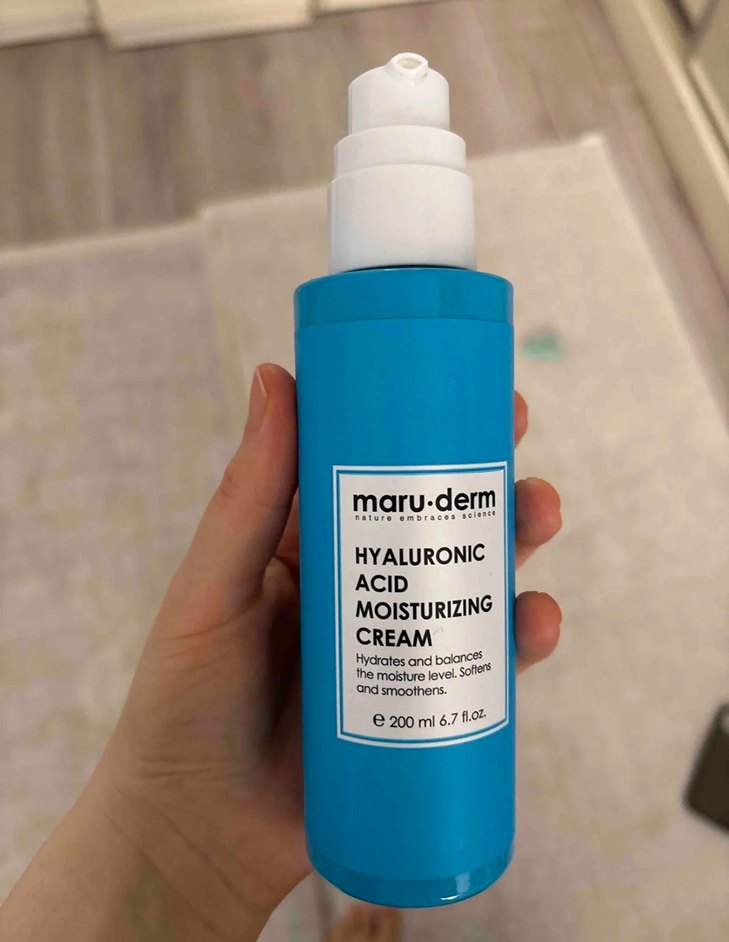 maru·derm
nature embraces science
HYALURONIC
ACID
MOISTURIZING
CREAM
Hydrates and balances
the moisture level. Softens
and smoothens.
℮ 200 ml 6.7 fl.oz.